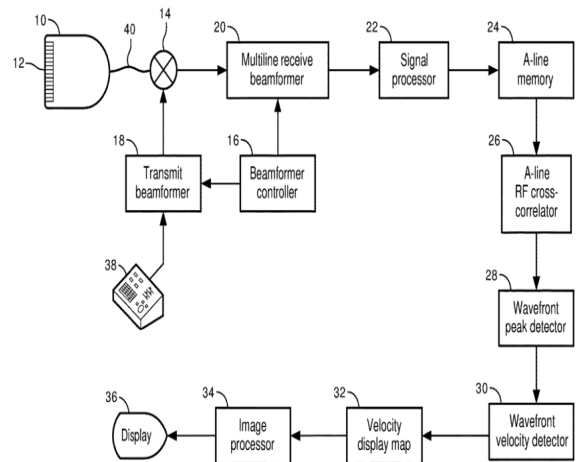 10
12
40
14
20
Multiline receive
beamformer
22
Signal
processor
24
A-line
memory
18
Transmit
beamformer
16
Beamformer
controller
26
A-line
RF cross-
correlator
38
28
Wavefront
peak detector
36
Display
34
Image
processor
32
Velocity
display map
30
Wavefront
velocity detector